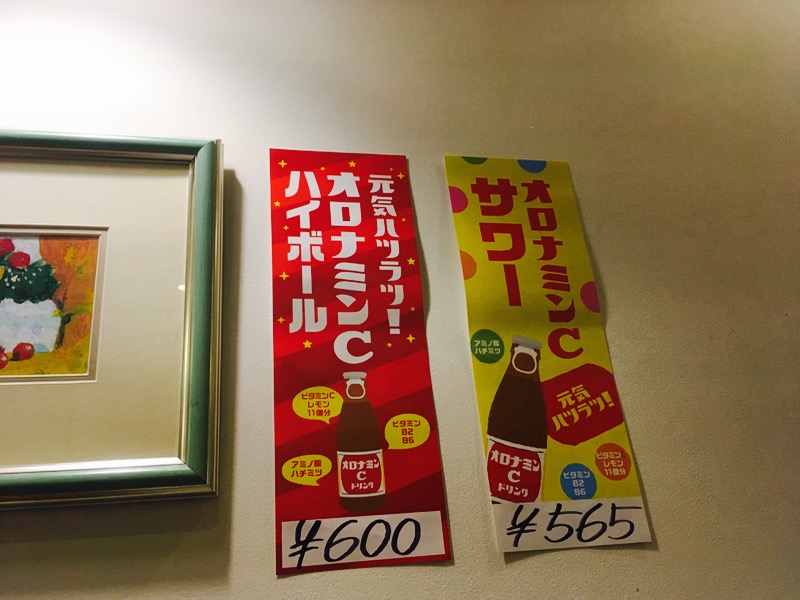 元気ハツラツ！
オロナミンC
ハイボール
ビタミンC
レモン
11個分
ビタミン
B2
B6
アミノ酸
ハチミツ
オロナミン
C
ドリンク
¥600
オロナミンC
サワー
アミノ酸
ハチミツ
元気
ハツラツ！
ビタミン
レモン
11個分
ビタミン
B2
B6
オロナミン
C
ドリンク
¥565